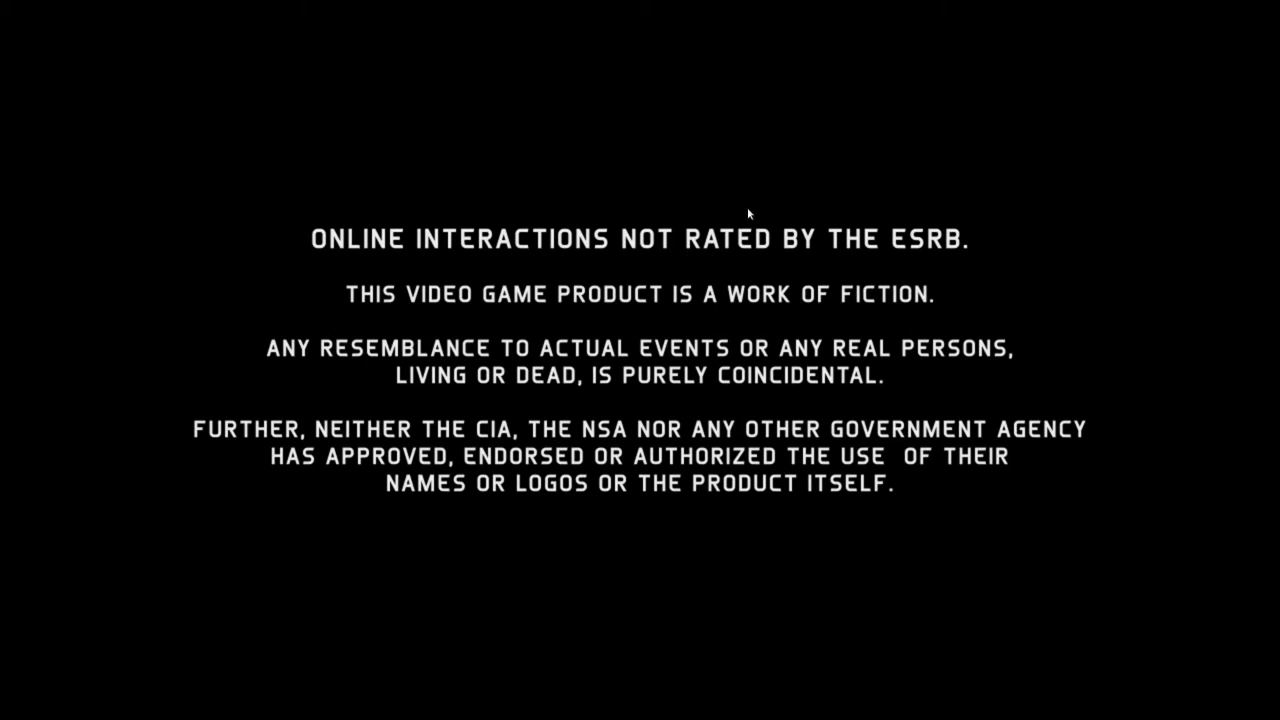 ONLINE INTERACTIONS NOT RATED BY THE ESRB.
THIS VIDEO GAME PRODUCT IS A WORK OF FICTION.
ANY RESEMBLANCE TO ACTUAL EVENTS OR ANY REAL PERSONS,
LIVING OR DEAD, IS PURELY COINCIDENTAL.
FURTHER, NEITHER THE CIA, THE NSA NOR ANY OTHER GOVERNMENT AGENCY
HAS APPROVED, ENDORSED OR AUTHORIZED THE USE  OF THEIR
NAMES OR LOGOS OR THE PRODUCT ITSELF.